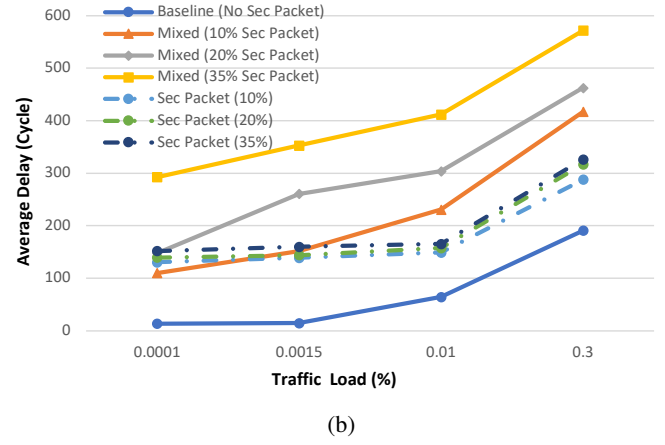 600
500
400
300
200
100
0
Average Delay (Cycle)
Baseline (No Sec Packet)
Mixed (10% Sec Packet)
Mixed (20% Sec Packet)
Mixed (35% Sec Packet)
Sec Packet (10%)
Sec Packet (20%)
Sec Packet (35%)
0.0001 0.0015 0.01 0.3
Traffic Load (%)
(b)